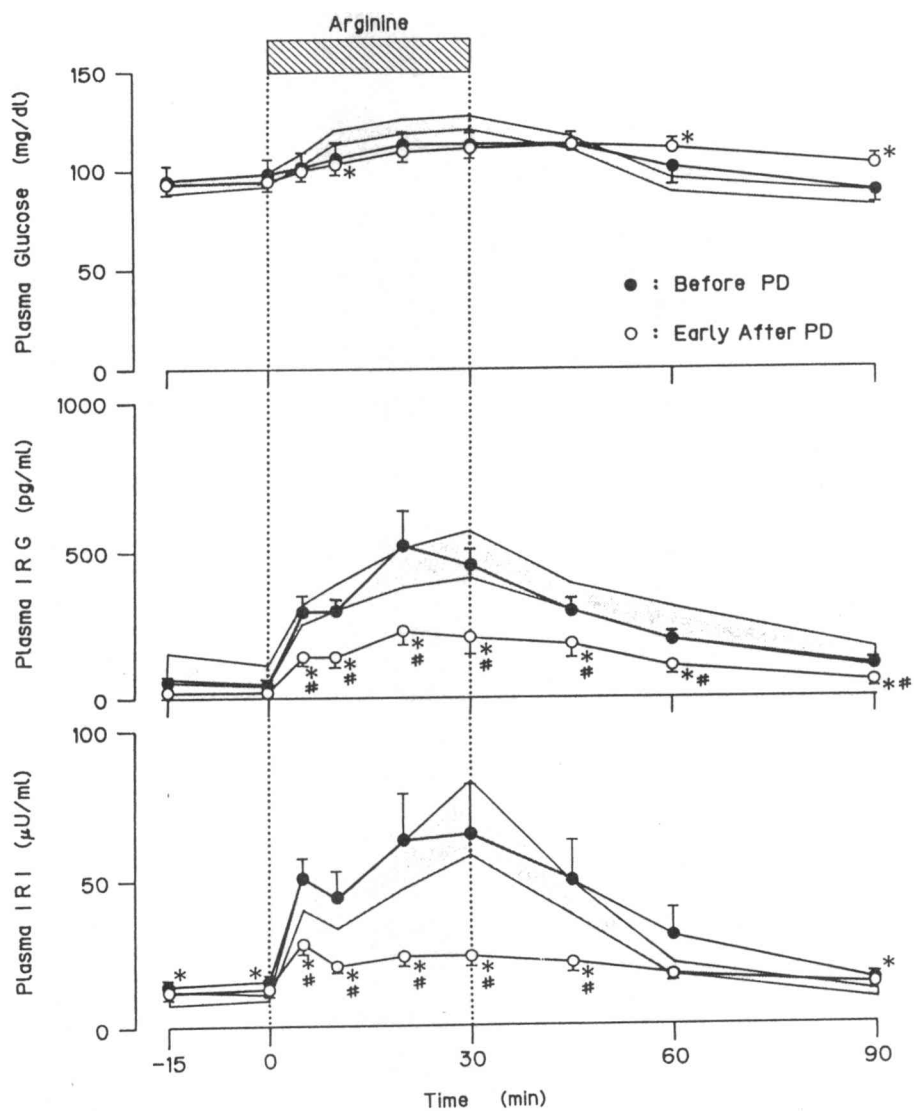 Arginine
150
100
50
0
Plasma Glucose (mg/dl)
*
*
*
● : Before PD
○ : Early After PD
1000
500
0
Plasma IRG (pg/ml)
* * * * * *# *#
# # # # #
100
50
0
Plasma IRI (μU/ml)
* * * * * * * *
# # # # #
-15 0 30 60 90
Time (min)